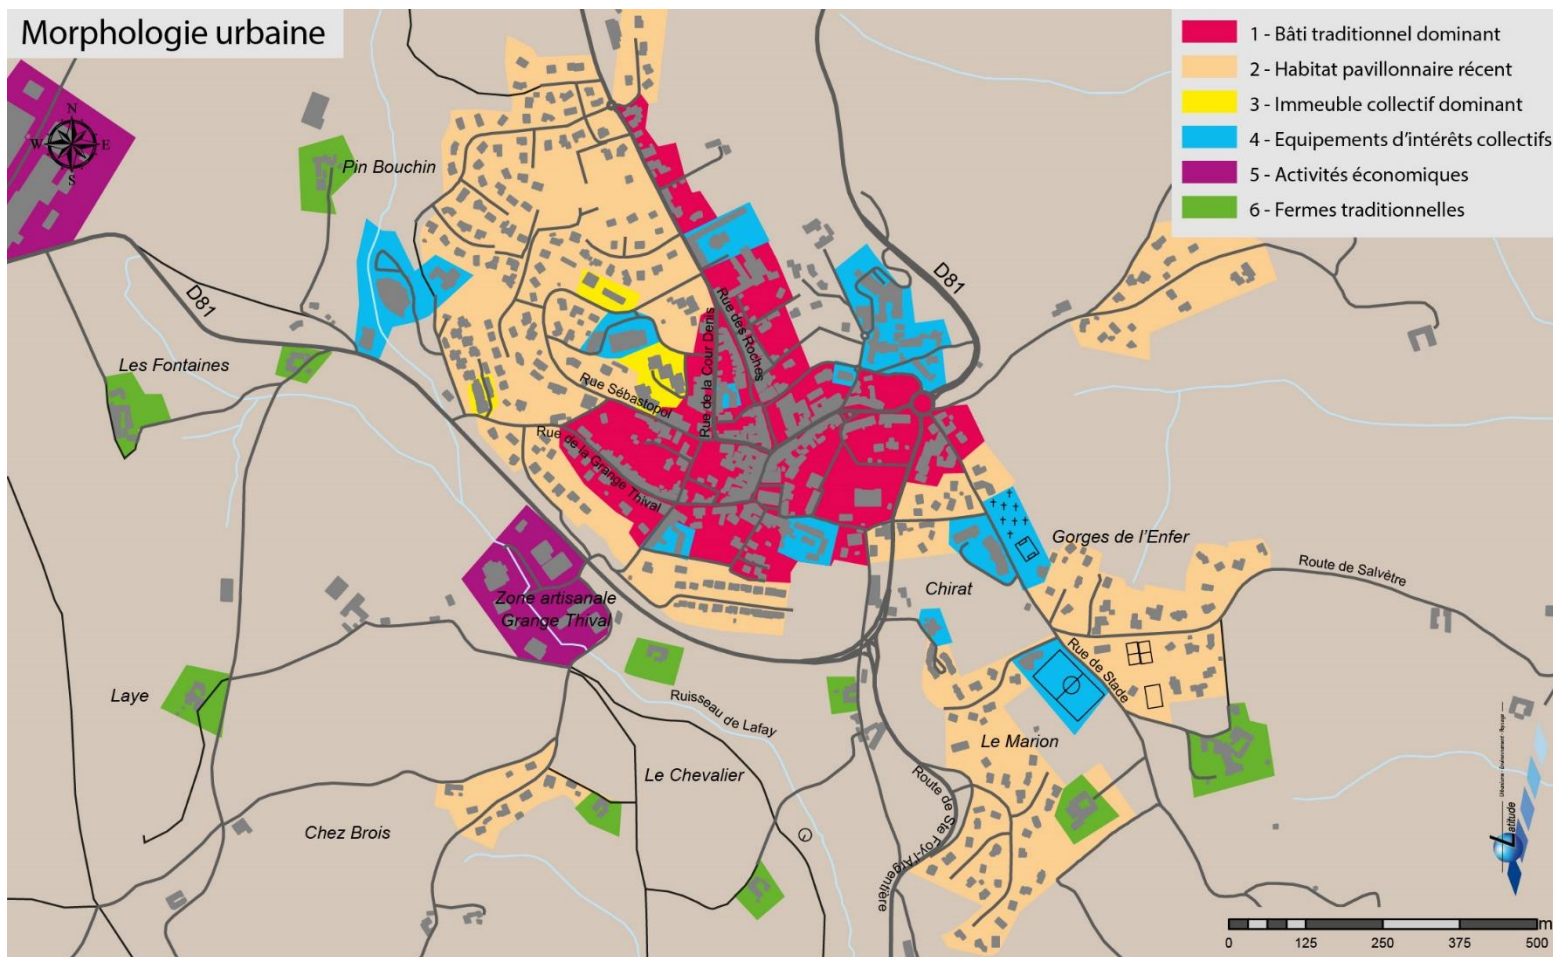 Morphologie urbaine
1 - Bâti traditionnel dominant
2 - Habitat pavillonnaire récent
3 - Immeuble collectif dominant
4 - Equipements d'intérêts collectifs
5 - Activités économiques
6 - Fermes traditionnelles
N
W
E
S
Pin Bouchin
D81
D81
Les Fontaines
Rue des Roches
Rue de la Cour Denis
Rue Sébastopol
Rue de la Grange Thival
Gorges de l'Enfer
Route de Salvètre
Chirat
Zone artisanale
Grange Thival
Rue de Stade
Laye
Ruisseau de Lafay
Le Marion
Le Chevalier
Route de Ste Foy-l'Argentière
Chez Brois
Latitude
Urbanisme - Environnement - Paysage
0 125 250 375 500
m